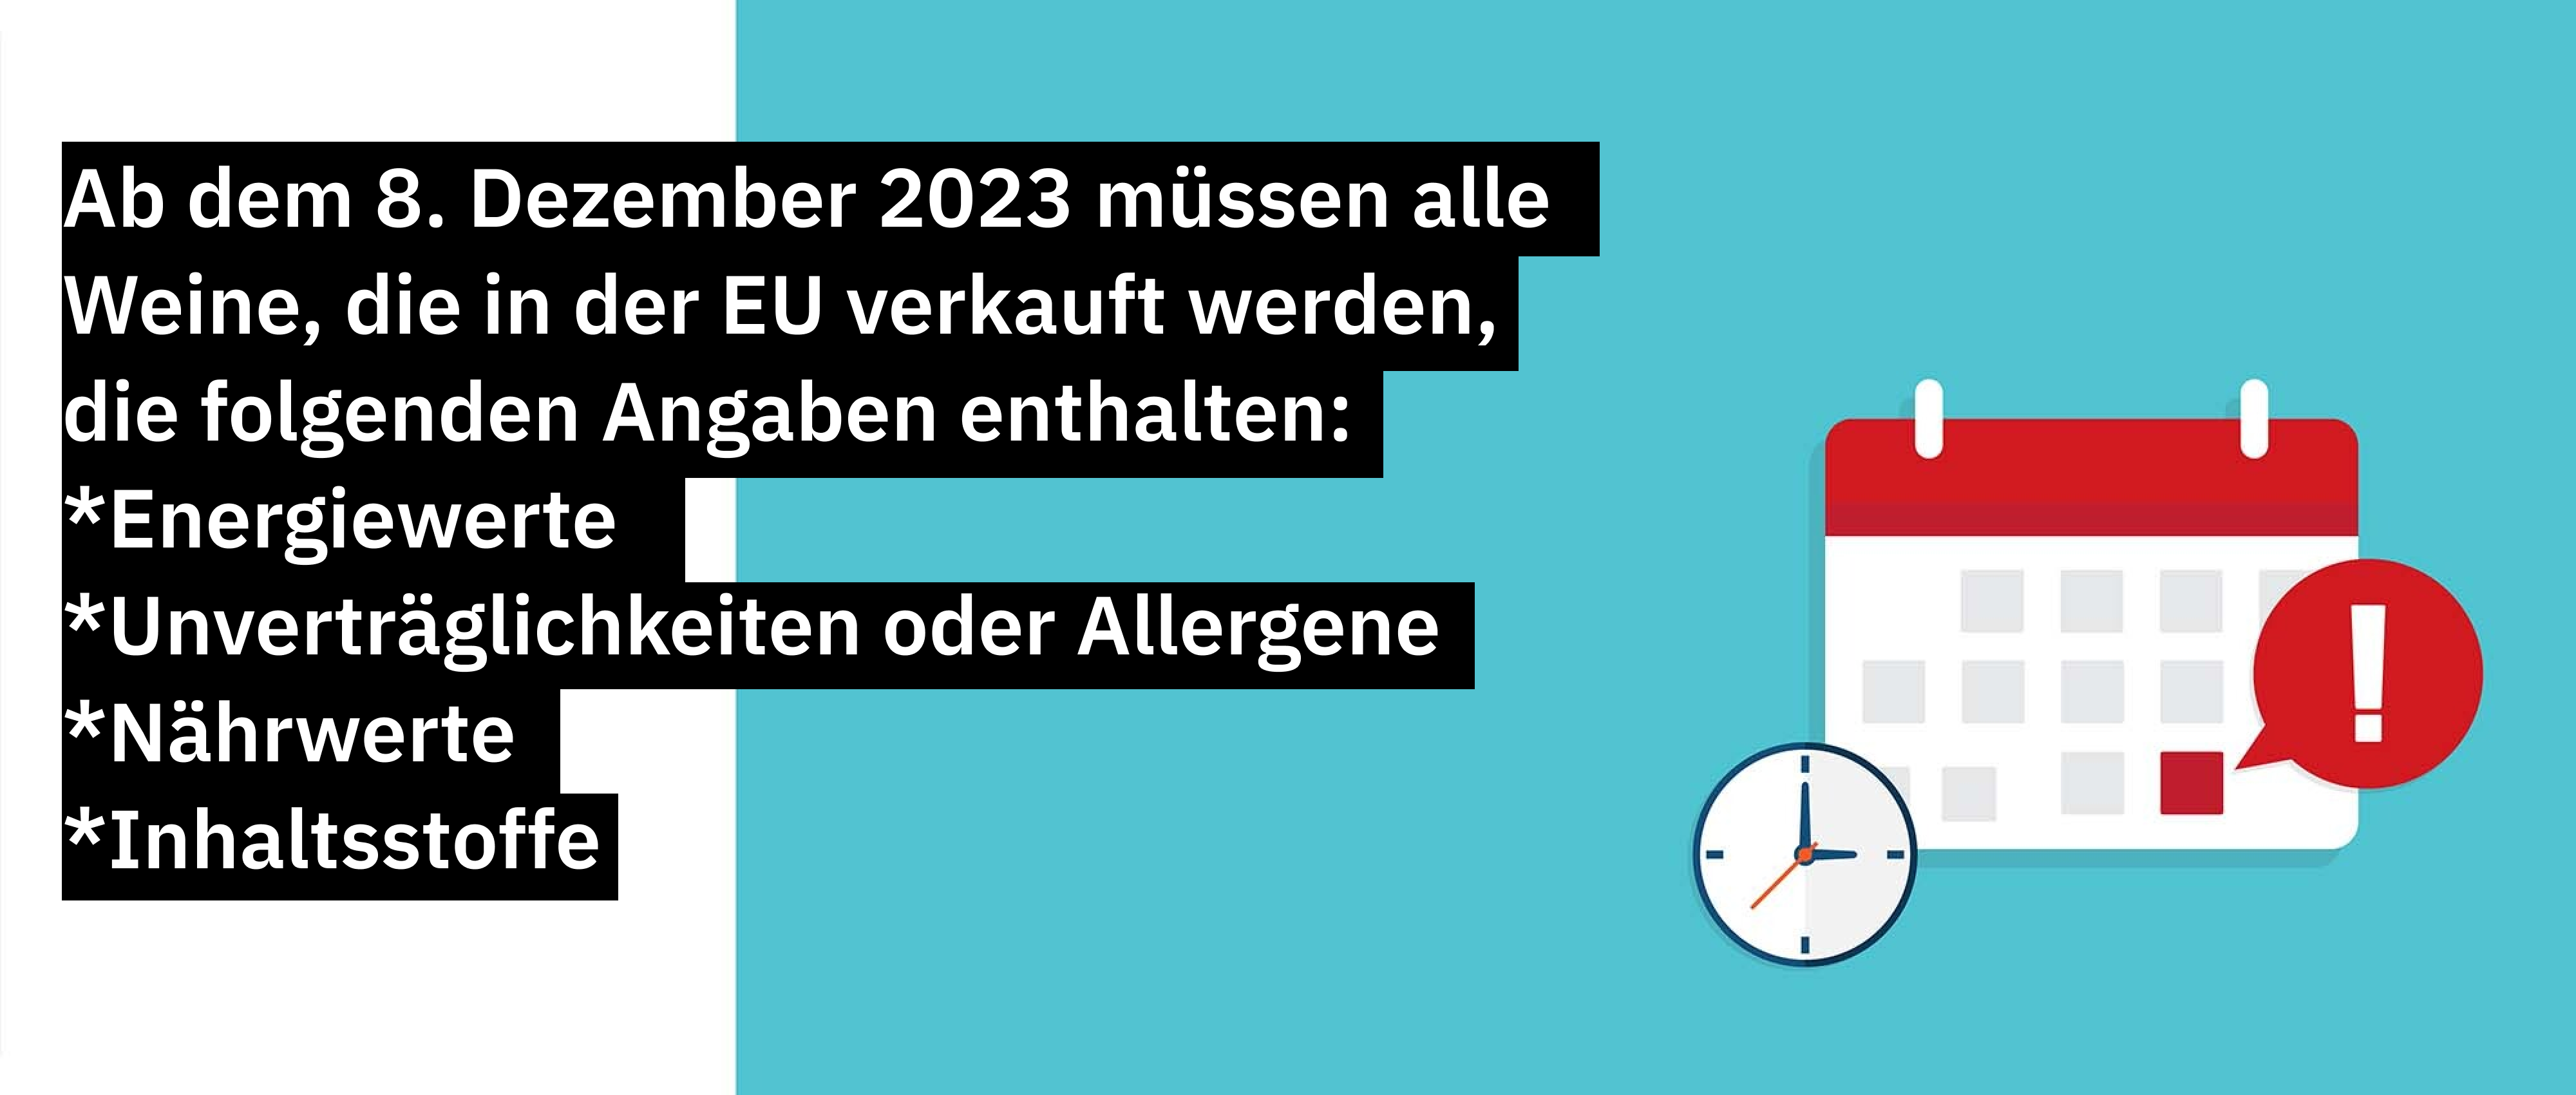 Ab dem 8. Dezember 2023 müssen alle
Weine, die in der EU verkauft werden,
die folgenden Angaben enthalten:
*Energiewerte
*Unverträglichkeiten oder Allergene
*Nährwerte
*Inhaltsstoffe
!